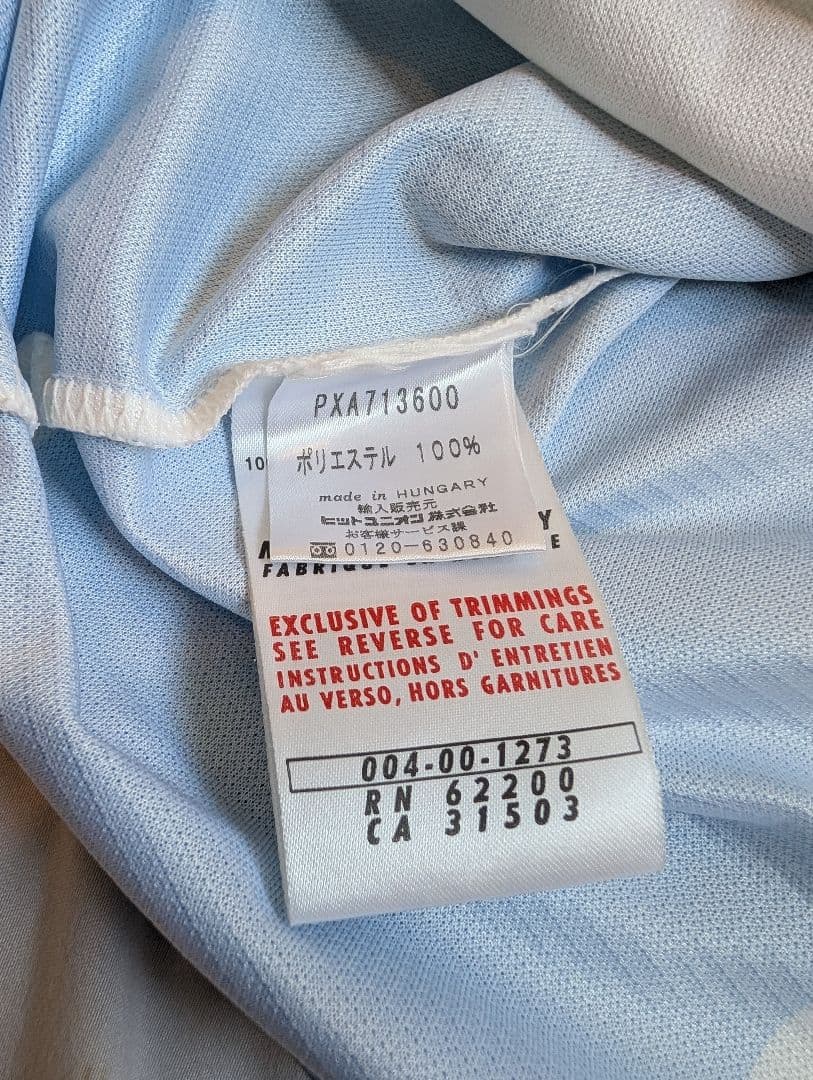 PXA713600
10
ポリエステル 100%
made in HUNGARY
輸入販売元
ヒットユニオン株式会社
お客様サービス課
0120-630840
EXCLUSIVE OF TRIMMINGS
SEE REVERSE FOR CARE
INSTRUCTIONS D' ENTRETIEN
AU VERSO, HORS GARNITURES
004-00-1273
RN 62200
CA 31503